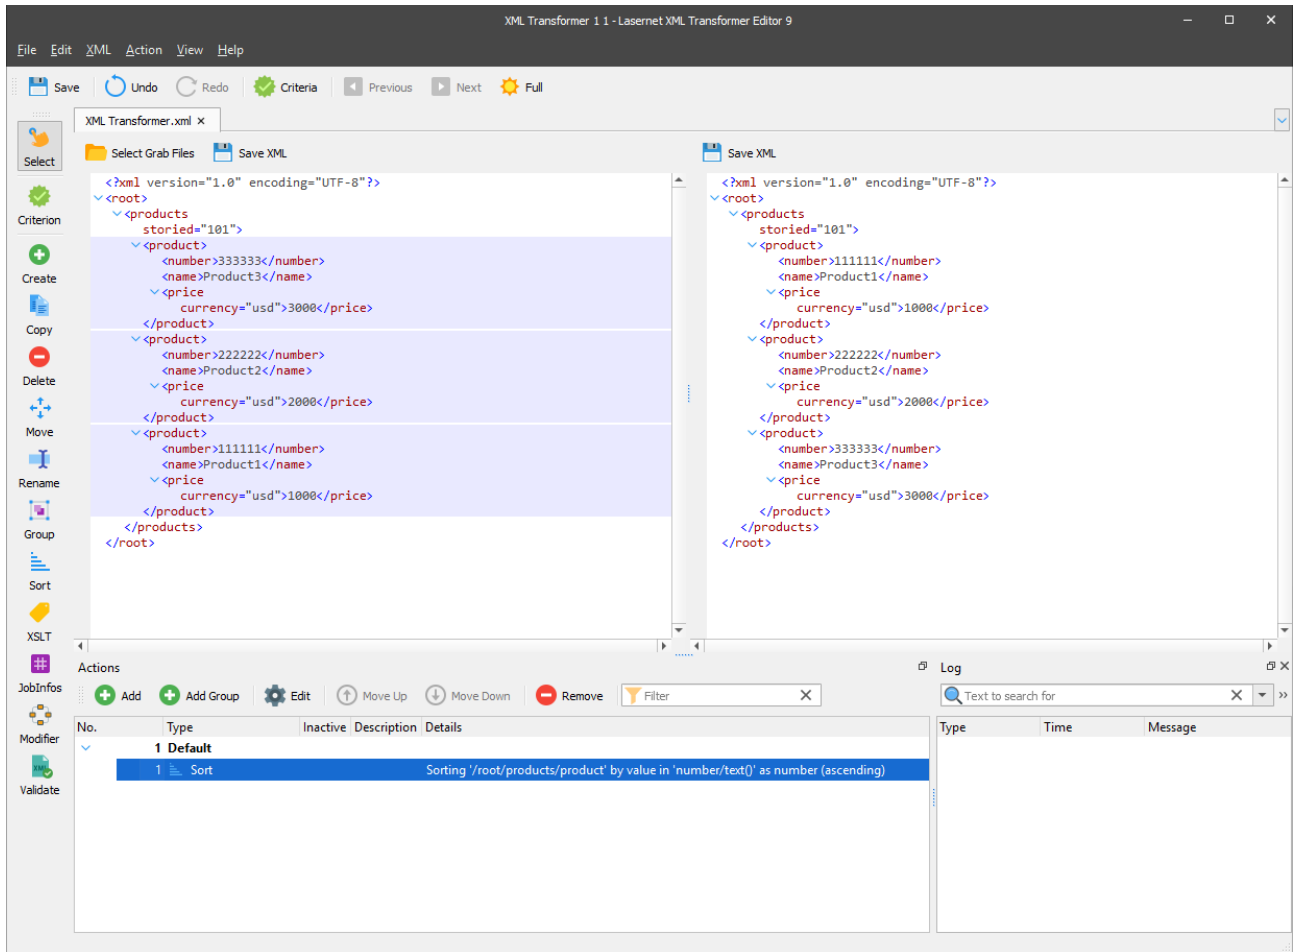 XML Transformer 1 1 - Lasernet XML Transformer Editor 9
File Edit XML Action View Help
Save Undo Redo Criteria Previous Next Full
XML Transformer.xml
Select
Criterion
Create
Copy
Delete
Move
Rename
Group
Sort
XSLT
JobInfos
Modifier
XML
Validate
Select Grab Files Save XML
<?xml version="1.0" encoding="UTF-8"?>
<root>
<products
storied="101">
<product>
<number>333333</number>
<name>Product3</name>
<price
currency="usd">3000</price>
</product>
<product>
<number>222222</number>
<name>Product2</name>
<price
currency="usd">2000</price>
</product>
<product>
<number>111111</number>
<name>Product1</name>
<price
currency="usd">1000</price>
</product>
</products>
</root>
Save XML
<?xml version="1.0" encoding="UTF-8"?>
<root>
<products
storied="101">
<product>
<number>111111</number>
<name>Product1</name>
<price
currency="usd">1000</price>
</product>
<product>
<number>222222</number>
<name>Product2</name>
<price
currency="usd">2000</price>
</product>
<product>
<number>333333</number>
<name>Product3</name>
<price
currency="usd">3000</price>
</product>
</products>
</root>
Actions
Add Add Group Edit Move Up Move Down Remove Filter
No. Type Inactive Description Details
1 Default
1 Sort Sorting '/root/products/product' by value in 'number/text()' as number (ascending)
Log
Text to search for
Type Time Message